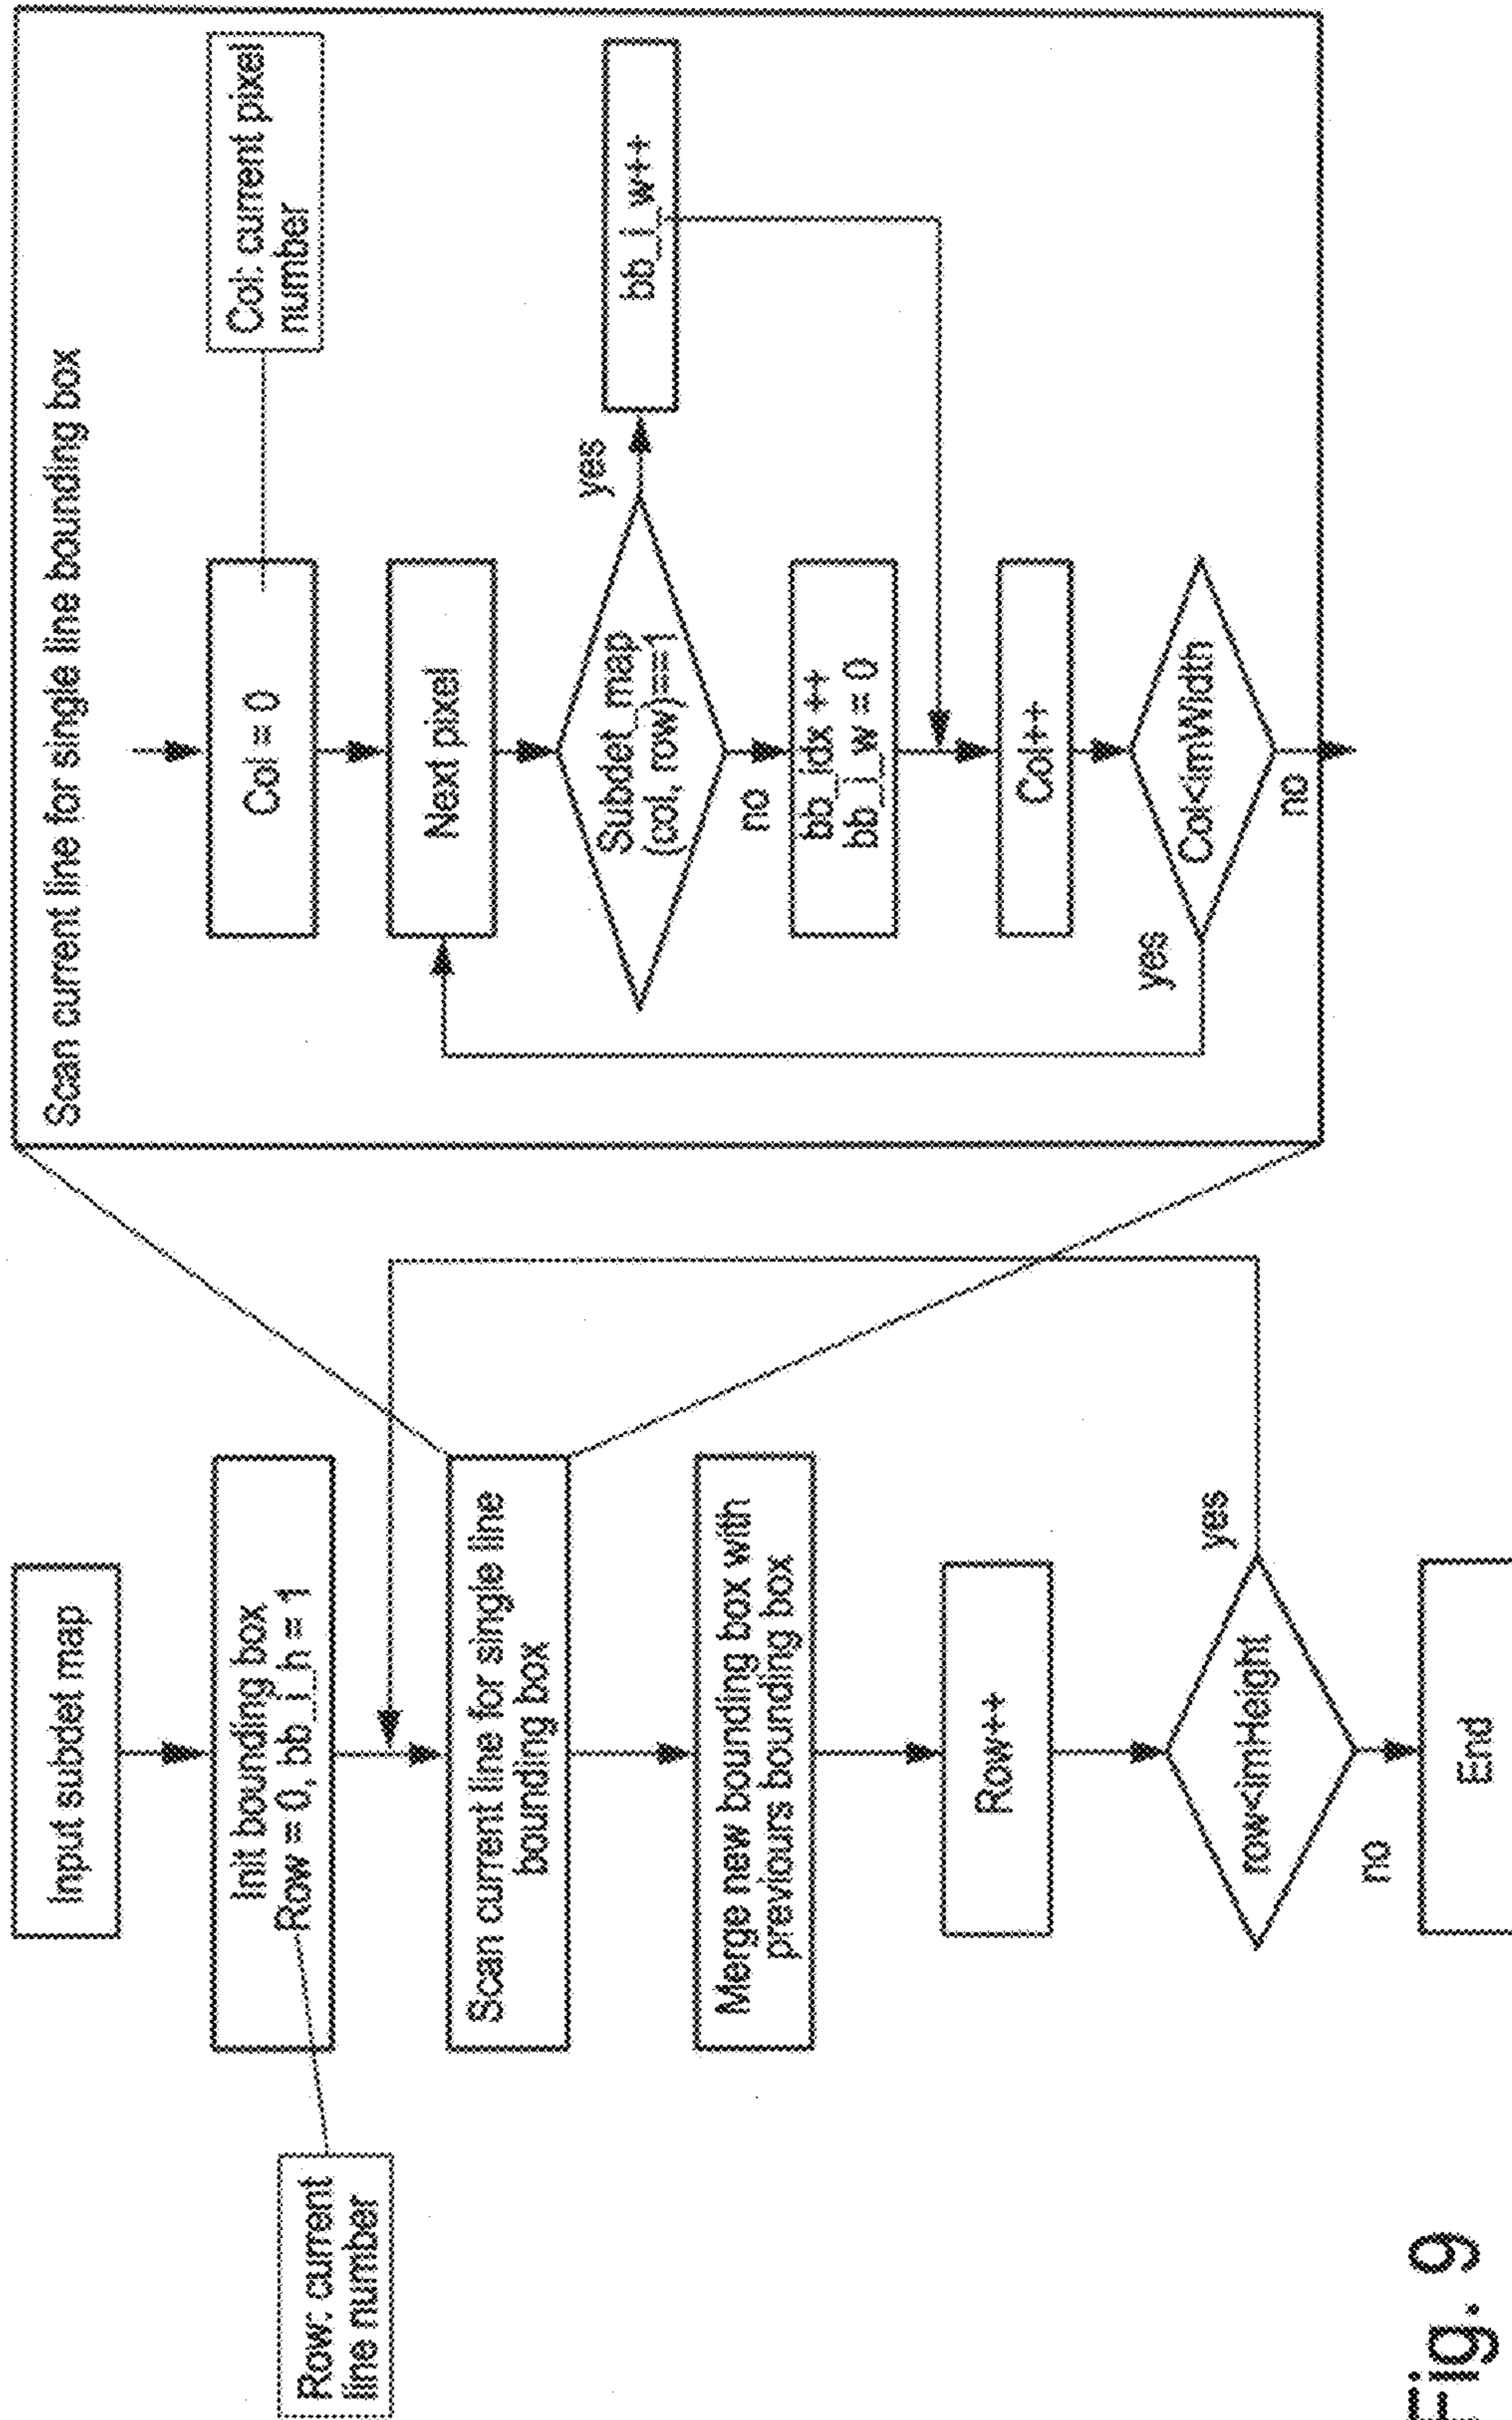 Input subdet map
Init bounding box
Row = 0, bb_i_h = 1
Row: current
line number
Scan current line for single line
bounding box
Merge new bounding box with
previours bounding box
Row++
row<imHeight
yes
no
End
Scan current line for single line bounding box
Col = 0
Col: current pixel
number
Next pixel
Subdet_map
(col, row)==1
yes
bb_i_w++
no
bb_idx ++
bb_i_w = 0
Col++
Col<imWidth
yes
no
Fig. 9